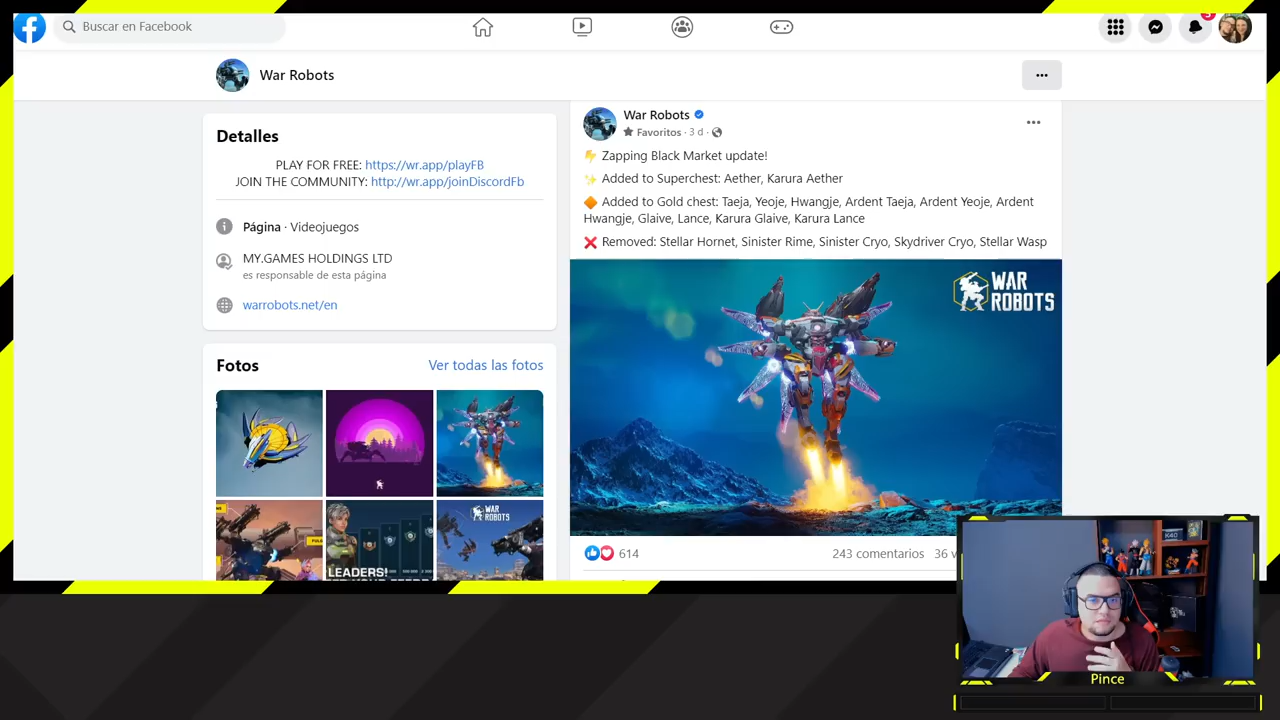 Buscar en Facebook
War Robots
Detalles
PLAY FOR FREE: https://wr.app/playFB
JOIN THE COMMUNITY: http://wr.app/joinDiscordFb
Página · Videojuegos
MY.GAMES HOLDINGS LTD
es responsable de esta página
warrobots.net/en
Fotos
Ver todas las fotos
WAR
ROBOTS
LEADERS!
War Robots
Favoritos · 3 d ·
Zapping Black Market update!
Added to Superchest: Aether, Karura Aether
Added to Gold chest: Taeja, Yeoje, Hwangje, Ardent Taeja, Ardent Yeoje, Ardent
Hwangje, Glaive, Lance, Karura Glaive, Karura Lance
Removed: Stellar Hornet, Sinister Rime, Sinister Cryo, Skydriver Cryo, Stellar Wasp
WAR
ROBOTS
614
243 comentarios
36 v
K40
Pince